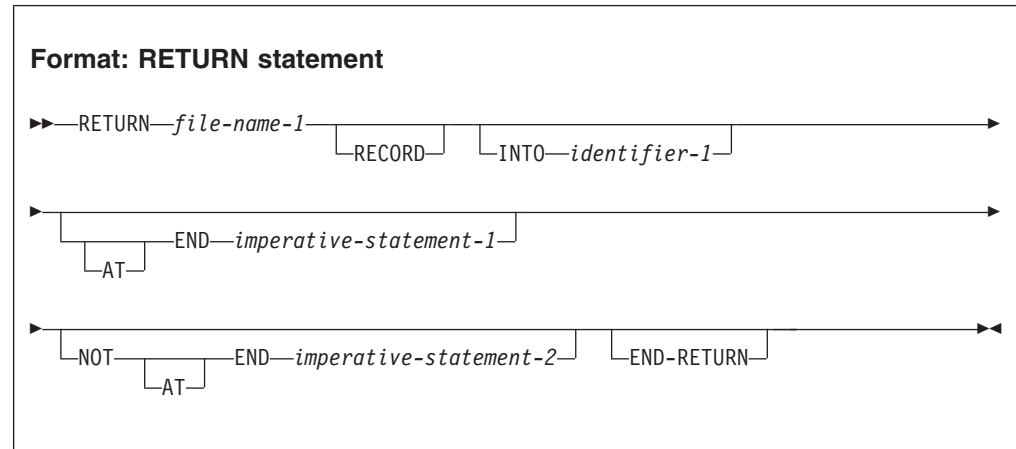 Format: RETURN statement
RETURN file-name-1
RECORD INTO identifier-1
END imperative-statement-1
AT
NOT END imperative-statement-2 END-RETURN
AT